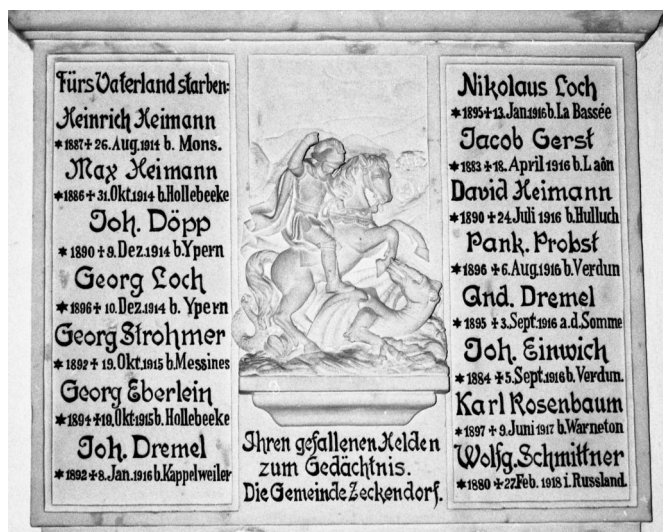 Fürs Vaterland starben:
Heinrich Heimann
* 1887 + 26. Aug. 1914 b. Mons.
Max Heimann
* 1886 + 31. Okt. 1914 b. Hollebeeke
Joh. Döpp
* 1890 + 9. Dez. 1914 b. Ypern
Georg Loch
* 1896 + 10. Dez. 1914 b. Ypern
Georg Strohmer
* 1892 + 19. Okt. 1915 b. Messines
Georg Eberlein
* 1894 + 19. Okt. 1915 b. Hollebeeke
Joh. Dremel
* 1892 + 8. Jan. 1916 b. Kappelweiler
Ihren gefallenen Helden
zum Gedächtnis.
Die Gemeinde Zeckendorf.
Nikolaus Loch
* 1895 + 13. Jan. 1916 b. La Bassée
Jacob Gerst
* 1883 + 18. April 1916 b. Laôn
David Heimann
* 1890 + 24. Juli 1916 b. Hulluch
Pank. Probst
* 1896 + 6. Aug. 1916 b. Verdun
And. Dremel
* 1895 + 3. Sept. 1916 a. d. Somme
Joh. Einwich
* 1884 + 5. Sept. 1916 b. Verdun.
Karl Rosenbaum
* 1897 + 9. Juni 1917 b. Warneton
Wolfg. Schmittner
* 1880 + 27 Feb. 1918 i. Russland.